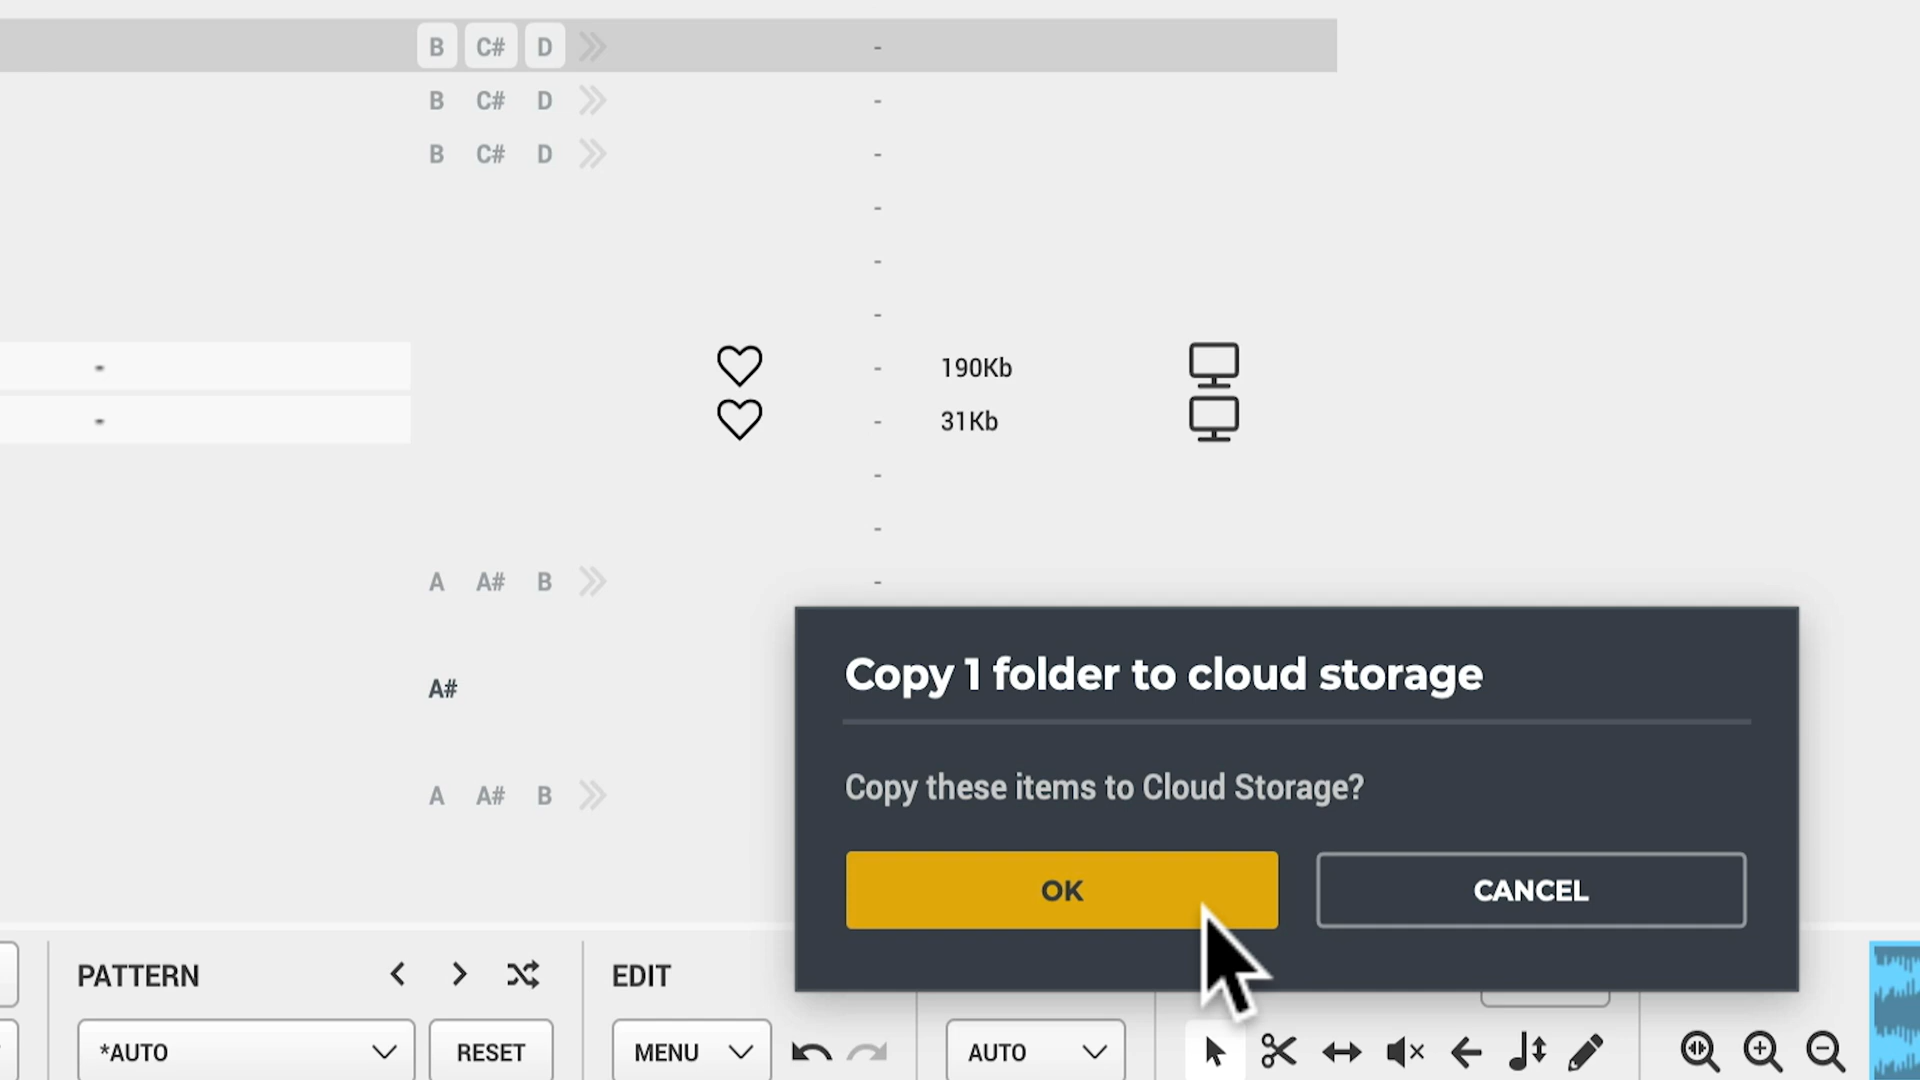 B C# D -
B C# D -
B C# D -
-
-
-
- - 190Kb
- - 31Kb
-
-
A A# B -
A#
A A# B
Copy 1 folder to cloud storage
Copy these items to Cloud Storage?
OK CANCEL
PATTERN EDIT
*AUTO RESET MENU AUTO